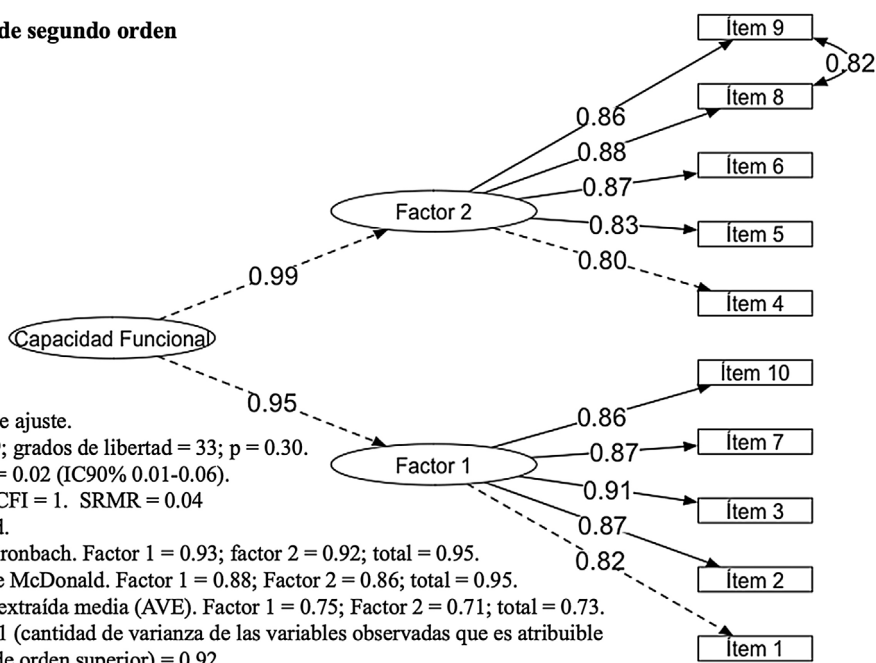 de segundo orden
Ítem 9
0.82
Ítem 8
0.86
0.88
Ítem 6
0.87
Factor 2
0.83
Ítem 5
0.80
0.99
Ítem 4
Capacidad Funcional
Ítem 10
0.95
0.86
e ajuste.
; grados de libertad = 33; p = 0.30.
Ítem 7
0.87
Factor 1
= 0.02 (IC90% 0.01-0.06).
0.91
CFI = 1. SRMR = 0.04
Ítem 3
0.87
ronbach. Factor 1 = 0.93; factor 2 = 0.92; total = 0.95.
0.82
e McDonald. Factor 1 = 0.88; Factor 2 = 0.86; total = 0.95.
Ítem 2
extraída media (AVE). Factor 1 = 0.75; Factor 2 = 0.71; total = 0.73.
1 (cantidad de varianza de las variables observadas que es atribuible
Ítem 1
de orden superior) = 0.92